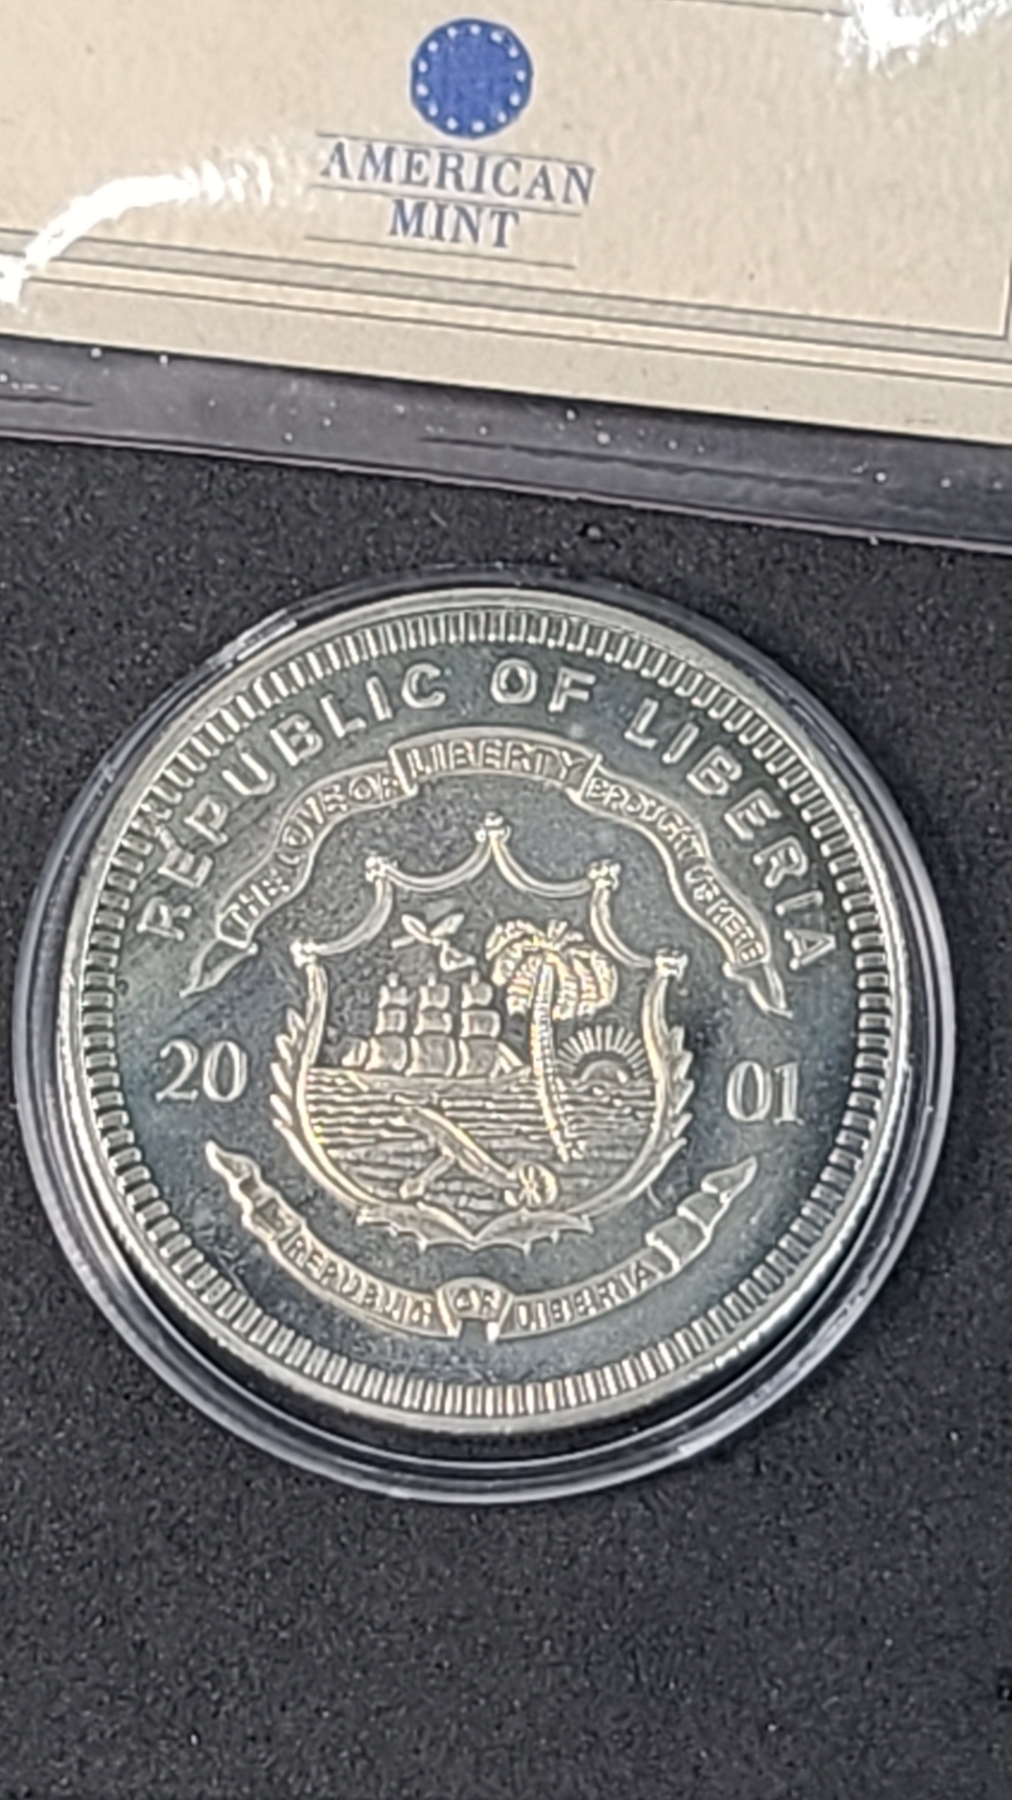 AMERICAN
MINT
REPUBLIC OF LIBERIA
THE LOVE OF LIBERTY BROUGHT US HERE
20 01
REPUBLIC OF LIBERIA